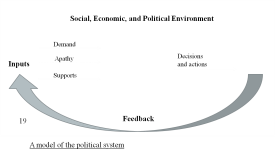 Social, Economic, and Political Environment
Demand
Apathy
Supports
Inputs
Decisions
and actions
Feedback
19
A model of the political system